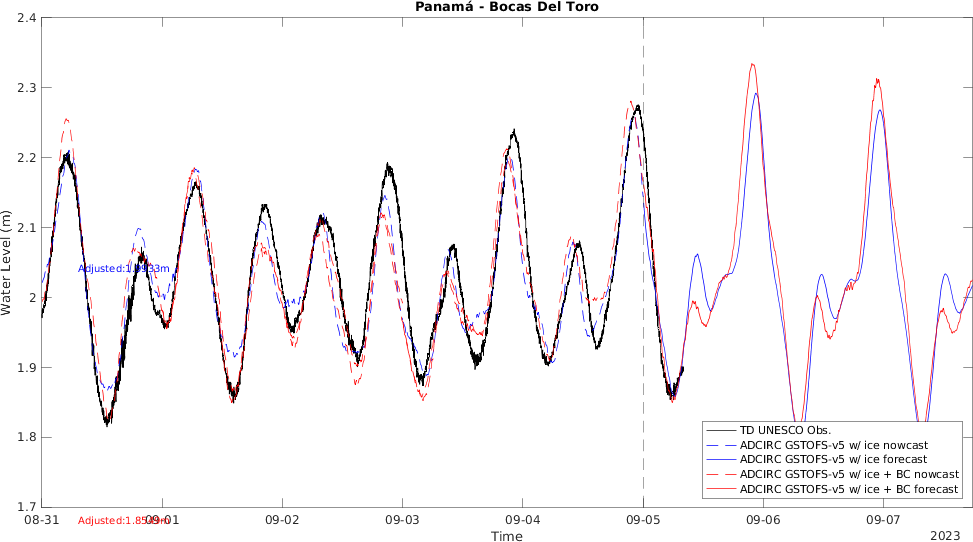 Panamá - Bocas Del Toro
Water Level (m)
2.4
2.3
2.2
2.1
2
1.9
1.8
1.7
TD UNESCO Obs.
ADCIRC GSTOFS-v5 w/ ice nowcast
ADCIRC GSTOFS-v5 w/ ice forecast
ADCIRC GSTOFS-v5 w/ ice + BC nowcast
ADCIRC GSTOFS-v5 w/ ice + BC forecast
08-31
09-01
09-02
09-03
09-04
09-05
09-06
09-07
Time
2023